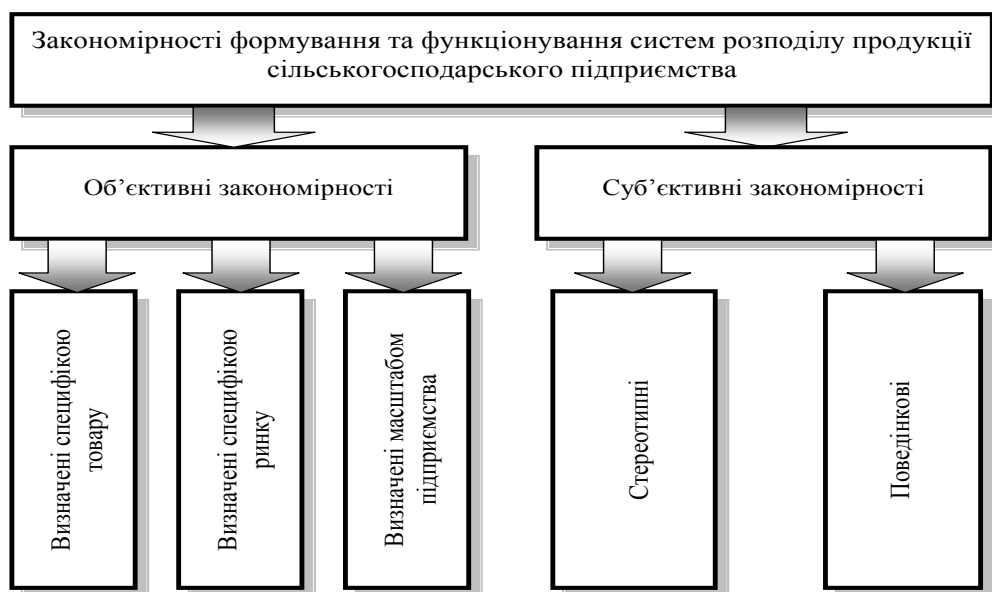 Закономірності формування та функціонування систем розподілу продукції
сільськогосподарського підприємства
Об’єктивні закономірності
Суб’єктивні закономірності
Визначені специфікою
товару
Визначені специфікою
ринку
Визначені масштабом
підприємства
Стереотипні
Поведінкові